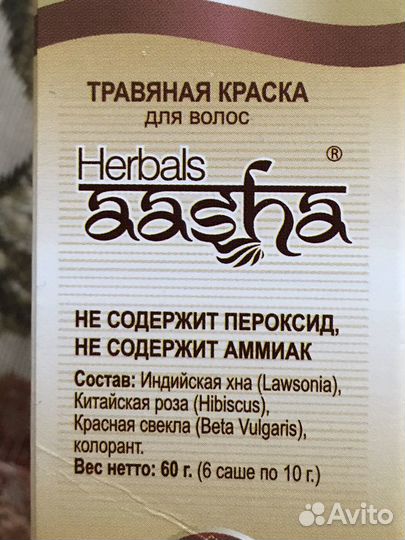 ТРАВЯНАЯ КРАСКА
для волос
Herbals
aasha ®
НЕ СОДЕРЖИТ ПЕРОКСИД,
НЕ СОДЕРЖИТ АММИАК
Состав: Индийская хна (Lawsonia),
Китайская роза (Hibiscus),
Красная свекла (Beta Vulgaris),
колорант.
Вес нетто: 60 г. (6 саше по 10 г.)
Avito